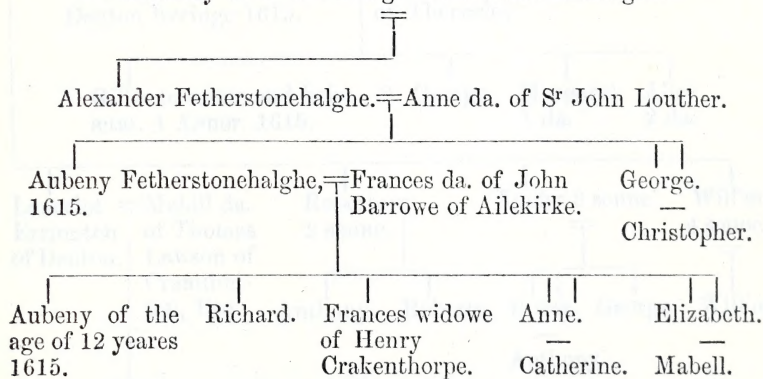 Alexander Fetherstonehalghe.=Anne da. of Sʳ John Louther.
Aubeny Fetherstonehalghe,=Frances da. of John Barrowe of Ailekirke.
1615.
George.
—
Christopher.
Aubeny of the age of 12 yeares 1615.
Richard.
Frances widowe of Henry Crakenthorpe.
Anne.
—
Catherine.
Elizabeth.
—
Mabell.